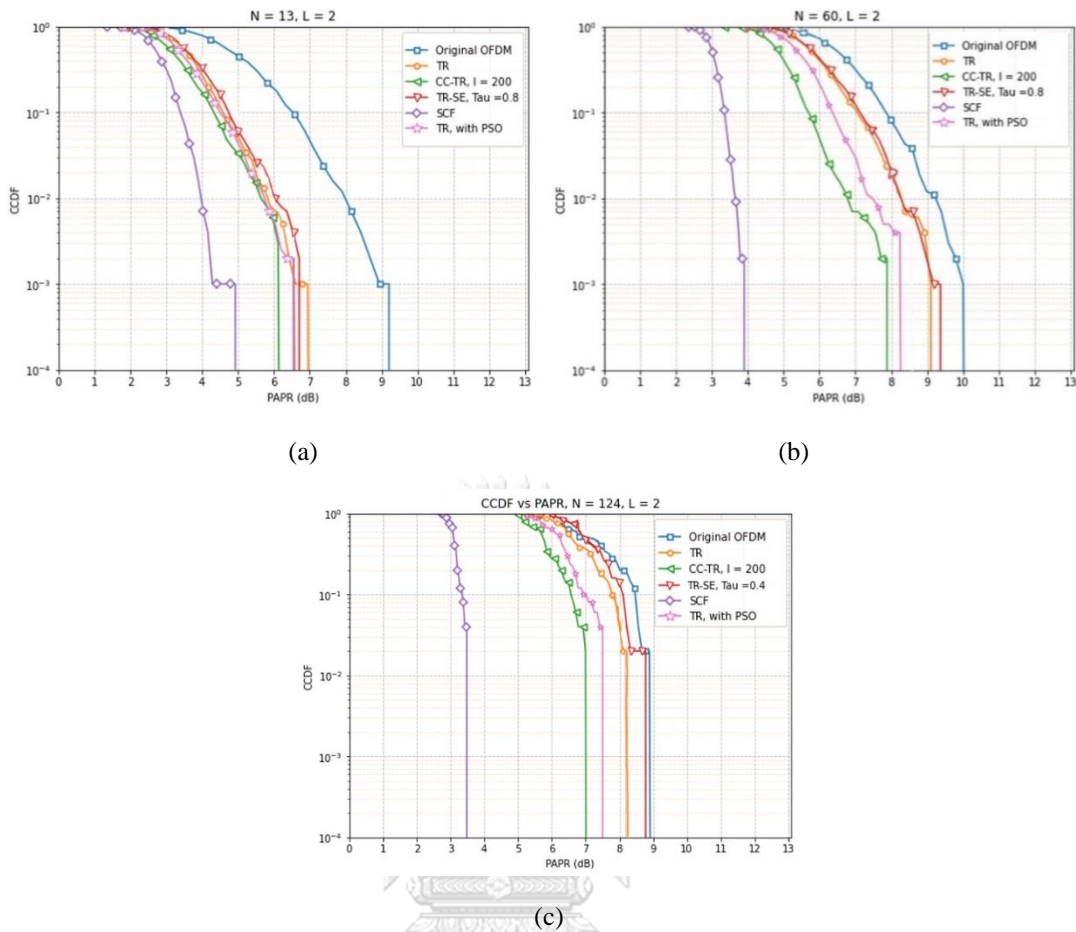 N = 13, L = 2
Original OFDM
TR
CC-TR, I = 200
TR-SE, Tau =0.8
SCF
TR, with PSO
CCDF
10^0
10^-1
10^-2
10^-3
10^-4
0 1 2 3 4 5 6 7 8 9 10 11 12 13
PAPR (dB)
(a)
N = 60, L = 2
Original OFDM
TR
CC-TR, I = 200
TR-SE, Tau =0.8
SCF
TR, with PSO
CCDF
10^0
10^-1
10^-2
10^-3
10^-4
0 1 2 3 4 5 6 7 8 9 10 11 12 13
PAPR (dB)
(b)
CCDF vs PAPR, N = 124, L = 2
Original OFDM
TR
CC-TR, I = 200
TR-SE, Tau =0.4
SCF
TR, with PSO
CCDF
10^0
10^-1
10^-2
10^-3
10^-4
0 1 2 3 4 5 6 7 8 9 10 11 12 13
PAPR (dB)
(c)